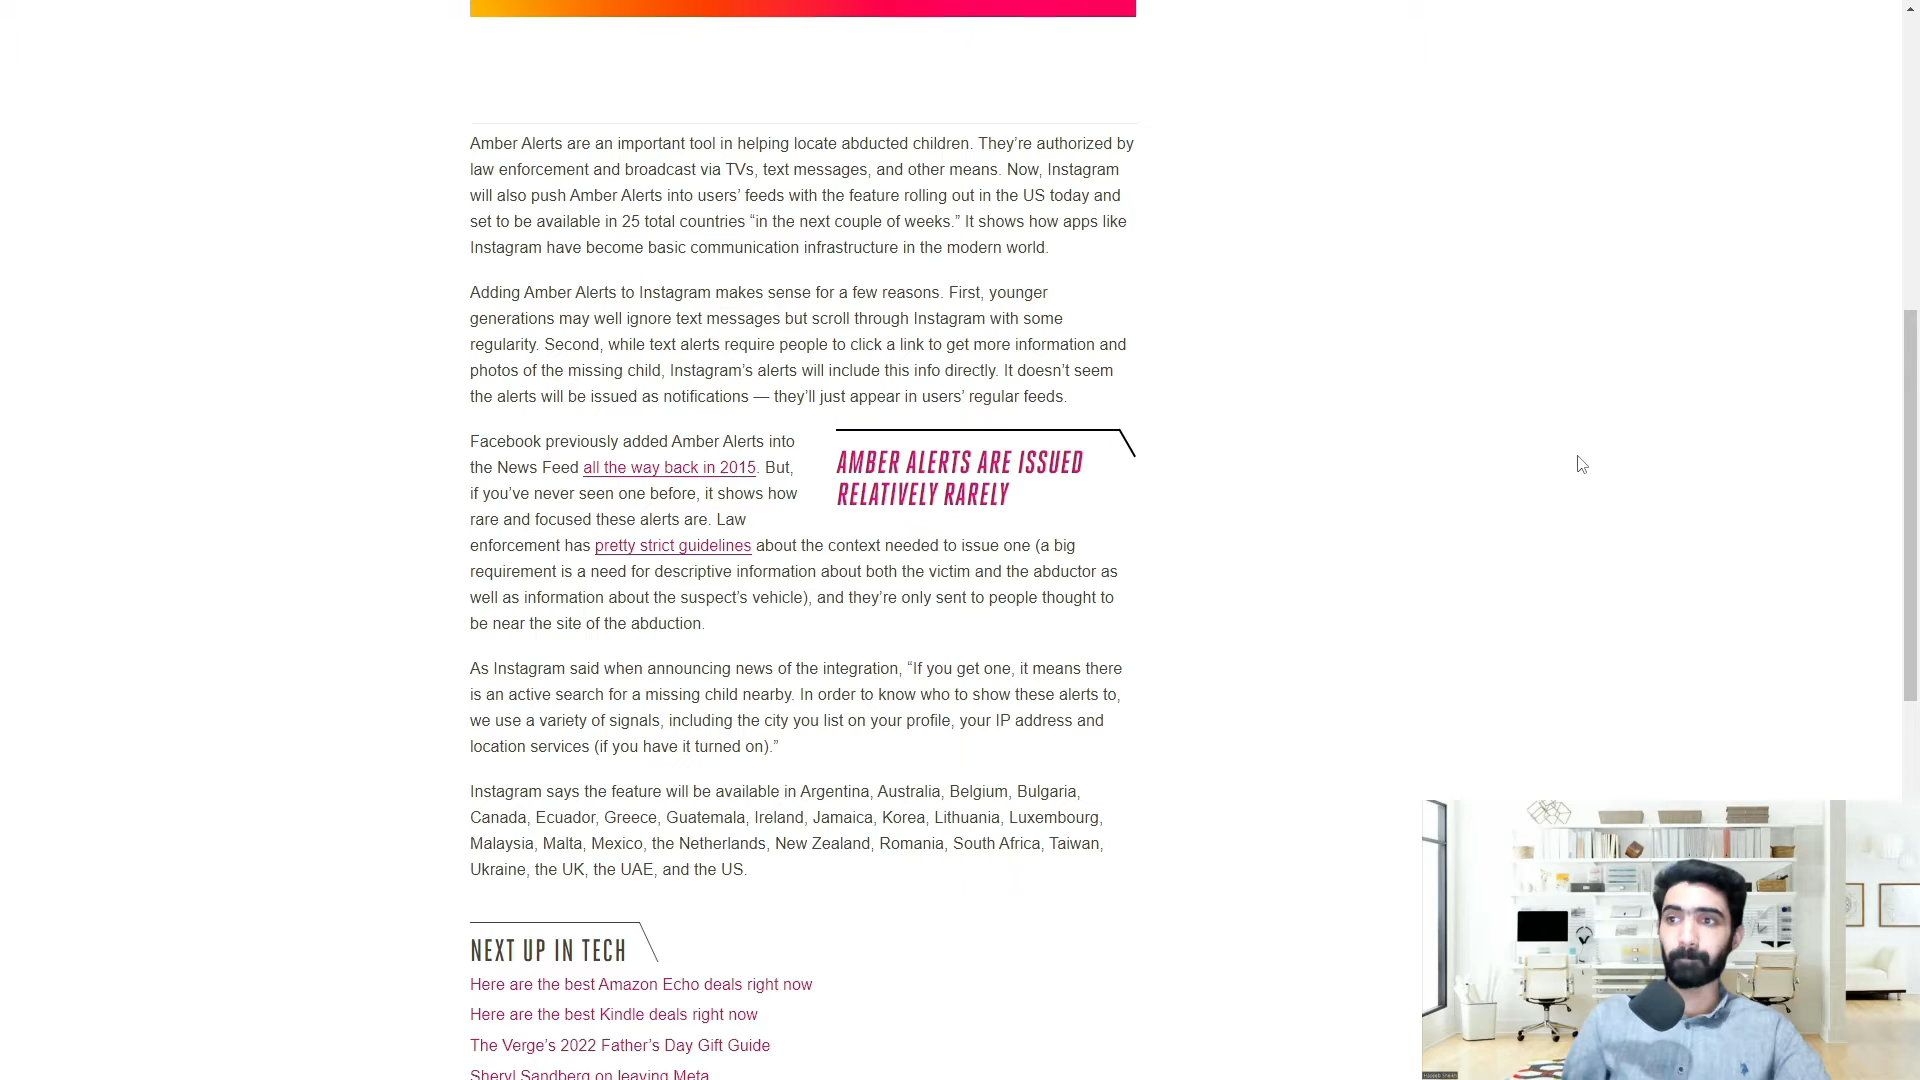 Amber Alerts are an important tool in helping locate abducted children. They’re authorized by
law enforcement and broadcast via TVs, text messages, and other means. Now, Instagram
will also push Amber Alerts into users’ feeds with the feature rolling out in the US today and
set to be available in 25 total countries “in the next couple of weeks.” It shows how apps like
Instagram have become basic communication infrastructure in the modern world.
Adding Amber Alerts to Instagram makes sense for a few reasons. First, younger
generations may well ignore text messages but scroll through Instagram with some
regularity. Second, while text alerts require people to click a link to get more information and
photos of the missing child, Instagram’s alerts will include this info directly. It doesn’t seem
the alerts will be issued as notifications — they’ll just appear in users’ regular feeds.
Facebook previously added Amber Alerts into
the News Feed all the way back in 2015. But,
if you’ve never seen one before, it shows how
rare and focused these alerts are. Law
enforcement has pretty strict guidelines about the context needed to issue one (a big
requirement is a need for descriptive information about both the victim and the abductor as
well as information about the suspect’s vehicle), and they’re only sent to people thought to
be near the site of the abduction.
AMBER ALERTS ARE ISSUED
RELATIVELY RARELY
As Instagram said when announcing news of the integration, “If you get one, it means there
is an active search for a missing child nearby. In order to know who to show these alerts to,
we use a variety of signals, including the city you list on your profile, your IP address and
location services (if you have it turned on).”
Instagram says the feature will be available in Argentina, Australia, Belgium, Bulgaria,
Canada, Ecuador, Greece, Guatemala, Ireland, Jamaica, Korea, Lithuania, Luxembourg,
Malaysia, Malta, Mexico, the Netherlands, New Zealand, Romania, South Africa, Taiwan,
Ukraine, the UK, the UAE, and the US.
NEXT UP IN TECH
Here are the best Amazon Echo deals right now
Here are the best Kindle deals right now
The Verge’s 2022 Father’s Day Gift Guide
Sheryl Sandberg on leaving Meta